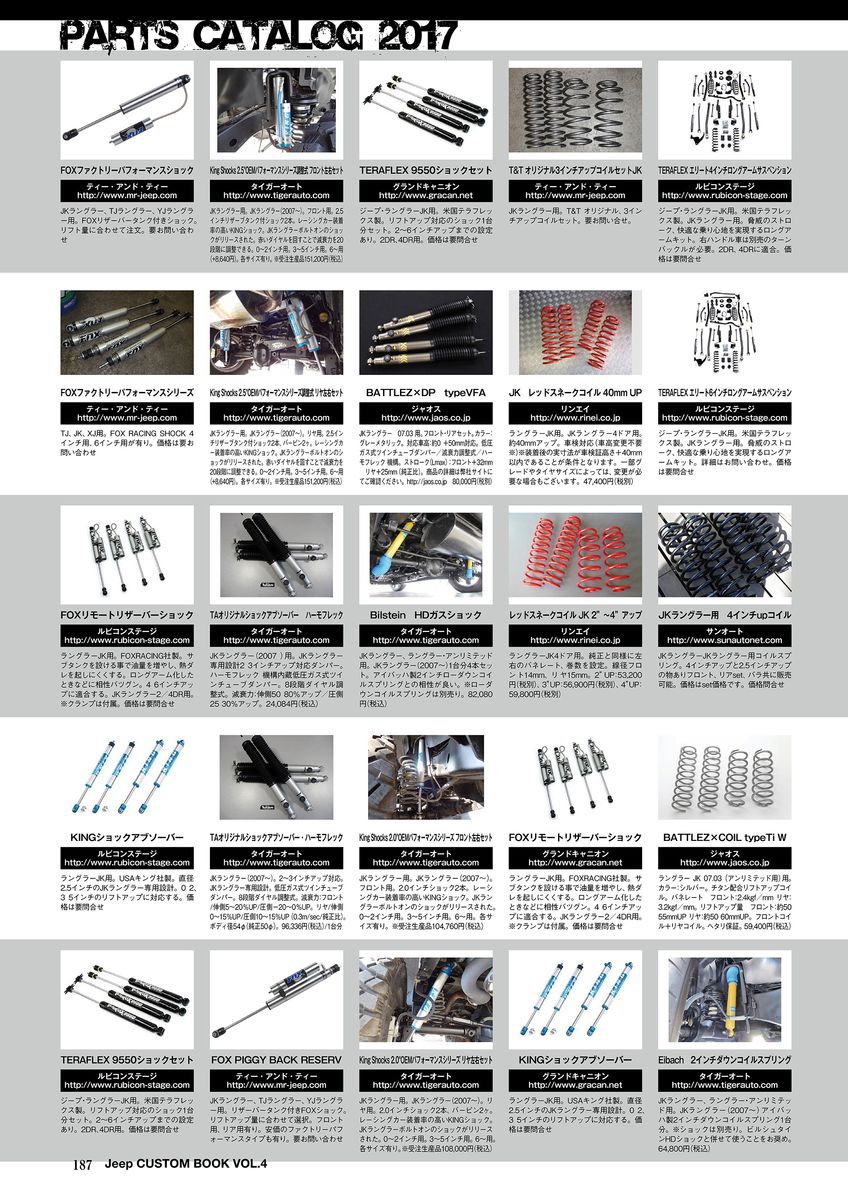 PARTS CATALOG 2017
FOXファクトリーパフォーマンスショック
ティー・アンド・ティー
http://www.mr-jeep.com
JKラングラー、TJラングラー、YJラングラ
ー用。FOXリザーバータンク付きショック。
リフト量に合わせて注文。要お問い合わ
せ
King Shocks 2.5"OEMパフォーマンスシリーズ調整式 フロント左右セット
タイガーオート
http://www.tigerauto.com
JKラングラー用。JKラングラー(2007~)。フロント用。2.5
インチリザーブタンク付ショック2本。レーシングカー装着
率の高いKINGショック。JKラングラーボルトオンのショッ
クがリリースされた。赤いダイヤルを回すことで減衰力を20
段階に調整できる。0~2インチ用。3~5インチ用。6~用
(+8,640円)。各サイズ有り。※受注生産品151,200円(税込)
TERAFLEX 9550ショックセット
グランドキャニオン
http://www.gracan.net
ジープ・ラングラーJK用。米国テラフレッ
クス製。リフトアップ対応のショック1台
分セット。2~6インチアップまでの設定
あり。2DR、4DR用。価格は要問合せ
T&T オリジナル3インチアップコイルセットJK
ティー・アンド・ティー
http://www.mr-jeep.com
JKラングラー用。T&T オリジナル、3イン
チアップコイルセット。要お問い合せ。
TERAFLEX エリート4インチロングアームサスペンション
ルビコンステージ
http://www.rubicon-stage.com
ジープ・ラングラーJK用。米国テラフレッ
クス製。JKラングラー用。脅威のストロ
ーク、快適な乗り心地を実現するロングア
ームキット。右ハンドル車は別売のターン
バックルが必要。2DR、4DRに適合。価
格は要問合せ
FOXファクトリーパフォーマンスシリーズ
ティー・アンド・ティー
http://www.mr-jeep.com
TJ、JK、XJ用。FOX RACING SHOCK 4
インチ用、6インチ用が有り。価格は要お
問い合わせ
King Shocks 2.5"OEMパフォーマンスシリーズ調整式 リヤ左右セット
タイガーオート
http://www.tigerauto.com
JKラングラー用。JKラングラー(2007~)。リヤ用。2.5イン
チリザーブタンク付ショック2本、バーピン2ヶ。レーシングカ
ー装着率の高いKINGショック。JKラングラーボルトオンのシ
ョックがリリースされた。赤いダイヤルを回すことで減衰力を
20段階に調整できる。0~2インチ用。3~5インチ用。6~用
(+8,640円)。各サイズ有り。※受注生産品151,200円(税込)
BATTLEZ×DP typeVFA
ジャオス
http://www.jaos.co.jp
JKラングラー 07.03 用。フロント・リアセット。カラー:
グレーメタリック。対応車高:約0 +50mm対応。低圧
ガス式ツインチューブダンパー/減衰力調整式/ハー
モフレック 機構。ストローク(Lmax):フロント+32mm
リヤ+25mm (純正比)。商品の詳細は弊社サイトに
てご確認ください。http://jaos.co.jp 80,000円(税別)
JK レッドスネークコイル 40mm UP
リンエイ
http://www.rinei.co.jp
ラングラーJK用。JKラングラー4ドア用。
約40mmアップ。車検対応(車高変更不要
※)※装着後の実寸法が車検証高さ+40mm
以内であることが条件となります。一部グ
レードやタイヤサイズによっては、変更が必
要な場合もございます。47,400円(税別)
TERAFLEX エリート6インチロングアームサスペンション
ルビコンステージ
http://www.rubicon-stage.com
ジープ・ラングラーJK用。米国テラフレッ
クス製。JKラングラー用。脅威のストロ
ーク、快適な乗り心地を実現するロングア
ームキット。詳細はお問い合わせ。価格
は要問合せ
FOXリモートリザーバーショック
ルビコンステージ
http://www.rubicon-stage.com
ラングラーJK用。FOXRACING社製。サ
ブタンクを設ける事で油量を増やし、熱ダ
レを起しにくくする。ロングアーム化した
ときなどに相性バツグン。4 6インチアッ
プに適合する。JKラングラー2/4DR用。
※クランプは付属。価格は要問合せ
TAオリジナルショックアブソーバー ハーモフレック
タイガーオート
http://www.tigerauto.com
JKラングラー(2007 )用。JKラングラー
専用設計2 3インチアップ対応ダンパー。
ハーモフレック 機構内蔵低圧ガス式ツイ
ンチューブダンパー。8段階ダイヤル調
整式。減衰力:伸側50 80%アップ/圧側
25 30%アップ。24,084円(税込)
Bilstein HDガスショック
タイガーオート
http://www.tigerauto.com
JKラングラー、ラングラー・アンリミテッド
用。JKラングラー(2007~)1台分4本セッ
ト。アイバッハ製2インチローダウンコイ
ルスプリングとの相性が良い。※ローダ
ウンコイルスプリングは別売り。82,080
円(税込)
レッドスネークコイル JK 2"~4"アップ
リンエイ
http://www.rinei.co.jp
ラングラーJK4ドア用。純正と同様に左
右のバネレート、巻数を設定。線径フロ
ント14mm、リヤ15mm。2"UP:53,200
円(税別)、3"UP:56,900円(税別)、4"UP:
59,800円(税別)
JKラングラー用 4インチupコイル
サンオート
http://www.sunautonet.com
JKラングラーJKラングラー用コイルスプ
リング。4インチアップと2.5インチアップ
の物ありフロント、リアset、バラ共に販売
可能。価格はset価格です。価格問合せ
KINGショックアブソーバー
ルビコンステージ
http://www.rubicon-stage.com
ラングラーJK用。USAキング社製。直径
2.5インチのJKラングラー専用設計。0 2、
3 5インチのリフトアップに対応する。価
格は要問合せ
TAオリジナルショックアブソーバー・ハーモフレック
タイガーオート
http://www.tigerauto.com
JKラングラー(2007~)。2~3インチアップ対応。
JKラングラー専用設計。低圧ガス式ツインチューブ
ダンパー。8段階ダイヤル調整式。減衰力:フロント
/伸側5~20%UP/圧側-20~0%UP。リヤ/伸側
0~15%UP/圧側10~15%UP (0.3m/sec/純正比)。
ボディ径54φ(純正50φ)。96,336円(税込)/1台分
King Shocks 2.0"OEMパフォーマンスシリーズ フロント左右セット
タイガーオート
http://www.tigerauto.com
JKラングラー用。JKラングラー(2007~)。
フロント用。2.0インチショック2本。レーシ
ングカー装着率の高いKINGショック。JKラン
グラーボルトオンのショックがリリースされた。
0~2インチ用。3~5インチ用。6~用。各サ
イズ有り。※受注生産品104,760円(税込)
FOXリモートリザーバーショック
グランドキャニオン
http://www.gracan.net
ラングラーJK用。FOXRACING社製。サ
ブタンクを設ける事で油量を増やし、熱ダ
レを起しにくくする。ロングアーム化した
ときなどに相性バツグン。4 6インチアッ
プに適合する。JKラングラー2/4DR用。
※クランプは付属。価格は要問合せ
BATTLEZ×COIL typeTi W
ジャオス
http://www.jaos.co.jp
ラングラー JK 07.03 (アンリミテッド用)用。
カラー:シルバー。チタン配合リフトアップコイ
ル。バネレート フロント:2.4kgf/mm リヤ:
3.2kgf/mm。リフトアップ量 フロント:約50
55mmUP リヤ:約50 60mmUP。フロントコイ
ル+リヤコイル。ヘタリ保証。59,400円(税込)
TERAFLEX 9550ショックセット
ルビコンステージ
http://www.rubicon-stage.com
ジープ・ラングラーJK用。米国テラフレッ
クス製。リフトアップ対応のショック1台
分セット。2~6インチアップまでの設定
あり。2DR、4DR用。価格は要問合せ
FOX PIGGY BACK RESERV
ティー・アンド・ティー
http://www.mr-jeep.com
JKラングラー、TJラングラー、YJラングラ
ー用。リザーバータンク付きFOXショック。
リフトアップ量に合わせて選択。フロント
用、リア用有り。安価のファクトリーパフ
ォーマンスタイプも有り。要お問い合わせ
King Shocks 2.0"OEMパフォーマンスシリーズ リヤ左右セット
タイガーオート
http://www.tigerauto.com
JKラングラー用。JKラングラー(2007~)。リ
ヤ用。2.0インチショック2本、バーピン2ヶ。
レーシングカー装着率の高いKINGショック。
JKラングラーボルトオンのショックがリリース
された。0~2インチ用。3~5インチ用。6~用。
各サイズ有り。※受注生産品108,000円(税込)
KINGショックアブソーバー
グランドキャニオン
http://www.gracan.net
ラングラーJK用。USAキング社製。直径
2.5インチのJKラングラー専用設計。0 2、
3 5インチのリフトアップに対応する。価
格は要問合せ
Eibach 2インチダウンコイルスプリング
タイガーオート
http://www.tigerauto.com
JKラングラー、ラングラー・アンリミテッ
ド用。JKラングラー(2007~)アイバッ
ハ製2インチダウンコイルスプリング1台
分。※ショックは別売り。ビルシュタイ
ンHDショックと併せて使うことをお奨め。
64,800円(税込)
187 Jeep CUSTOM BOOK VOL.4